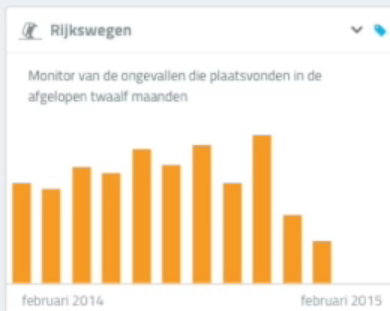 Rijkswegen
Monitor van de ongevallen die plaatsvonden in de
afgelopen twaalf maanden
februari 2014
februari 2015